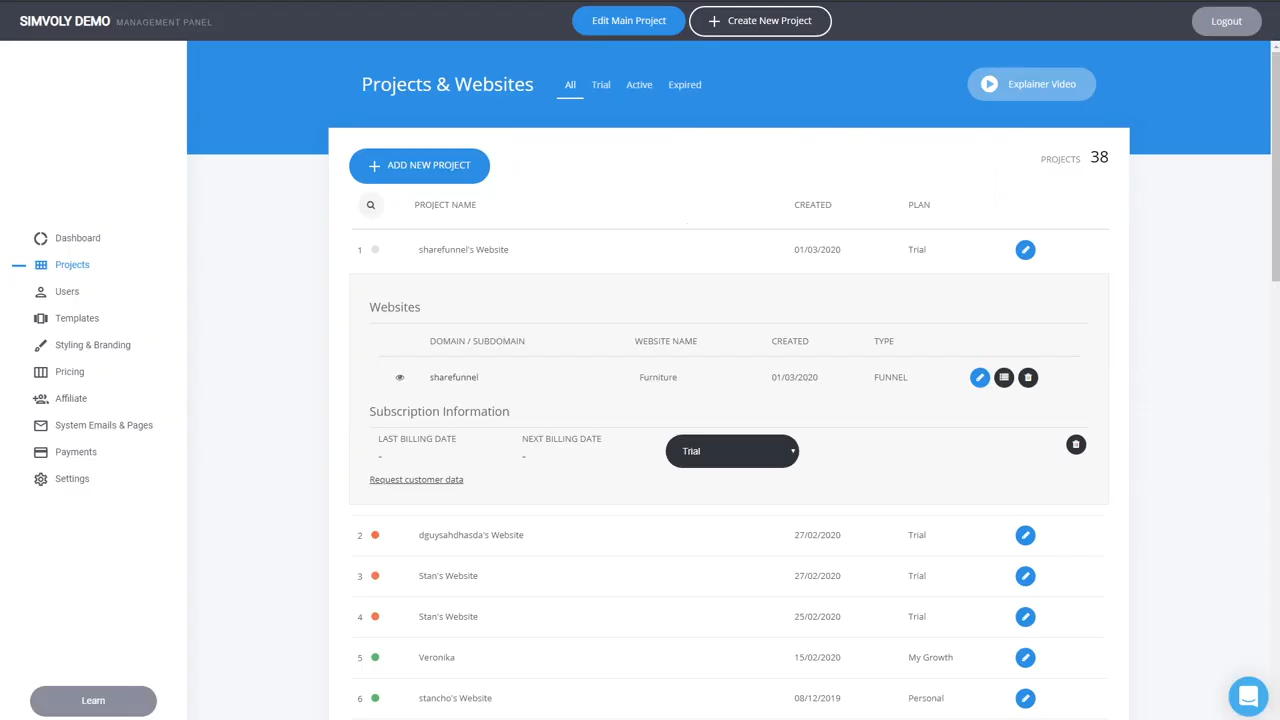 SIMVOLY DEMO MANAGEMENT PANEL
Edit Main Project
Create New Project
Logout
Projects & Websites
All
Trial
Active
Expired
Explainer Video
ADD NEW PROJECT
PROJECTS 38
PROJECT NAME CREATED PLAN
1 sharefunnel's Website 01/03/2020 Trial
Websites
DOMAIN / SUBDOMAIN WEBSITE NAME CREATED TYPE
sharefunnel Furniture 01/03/2020 FUNNEL
Subscription Information
LAST BILLING DATE NEXT BILLING DATE
- -
Trial
Request customer data
2 dguysahdhasda's Website 27/02/2020 Trial
3 Stan's Website 27/02/2020 Trial
4 Stan's Website 25/02/2020 Trial
5 Veronika 15/02/2020 My Growth
6 stancho's Website 08/12/2019 Personal
Dashboard
Projects
Users
Templates
Styling & Branding
Pricing
Affiliate
System Emails & Pages
Payments
Settings
Learn